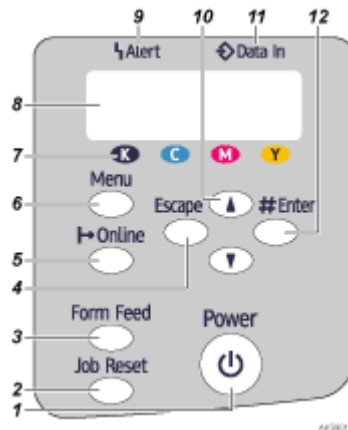 9 10 11 12
Alert Data In
8
7 K C M Y
Menu
6 Escape #Enter
Online
5
4
Form Feed Power
3
Job Reset
2
1